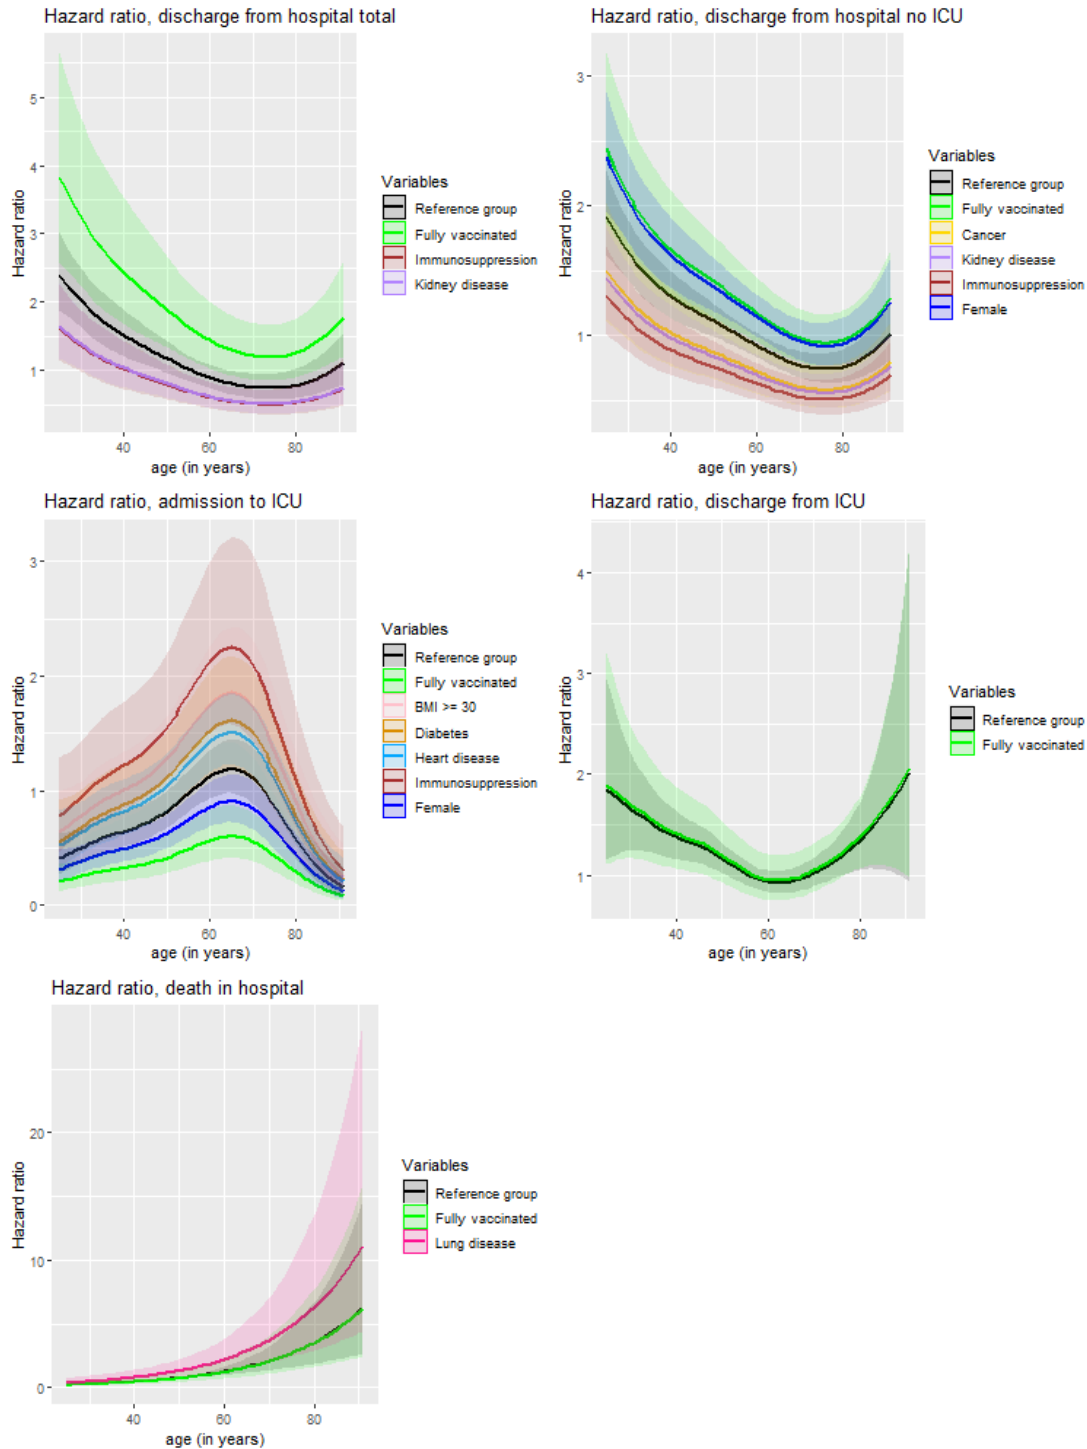 Hazard ratio, discharge from hospital total
5
4
3
2
1
Hazard ratio
40
60
80
age (in years)
Variables
Reference group
Fully vaccinated
Immunosuppression
Kidney disease
Hazard ratio, discharge from hospital no ICU
3
2
1
Hazard ratio
40
60
80
age (in years)
Variables
Reference group
Fully vaccinated
Cancer
Kidney disease
Immunosuppression
Female
Hazard ratio, admission to ICU
3
2
1
0
Hazard ratio
40
60
80
age (in years)
Variables
Reference group
Fully vaccinated
BMI >= 30
Diabetes
Heart disease
Immunosuppression
Female
Hazard ratio, discharge from ICU
4
3
2
1
Hazard ratio
40
60
80
age (in years)
Variables
Reference group
Fully vaccinated
Hazard ratio, death in hospital
20
10
0
Hazard ratio
40
60
80
age (in years)
Variables
Reference group
Fully vaccinated
Lung disease